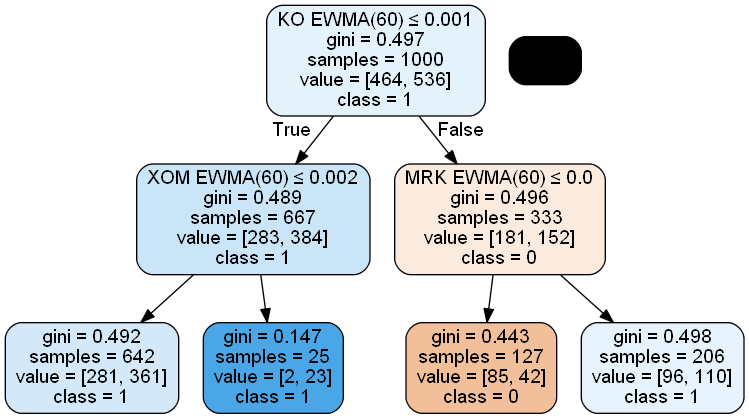 KO EWMA(60) ≤ 0.001
gini = 0.497
samples = 1000
value = [464, 536]
class = 1
True
False
XOM EWMA(60) ≤ 0.002
gini = 0.489
samples = 667
value = [283, 384]
class = 1
MRK EWMA(60) ≤ 0.0
gini = 0.496
samples = 333
value = [181, 152]
class = 0
gini = 0.492
samples = 642
value = [281, 361]
class = 1
gini = 0.147
samples = 25
value = [2, 23]
class = 1
gini = 0.443
samples = 127
value = [85, 42]
class = 0
gini = 0.498
samples = 206
value = [96, 110]
class = 1